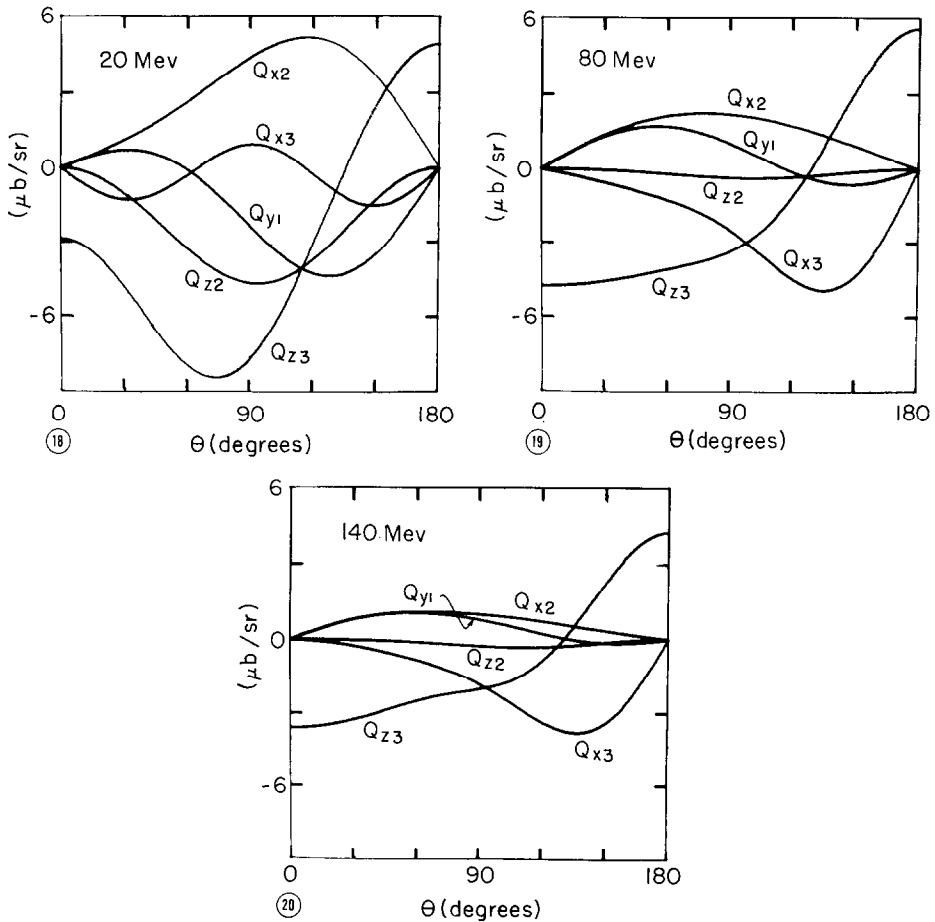 6
20 Mev
Qx2
Qx3
0
Qy1
Qz2
-6
Qz3
(μb/sr)
0 90 180
θ (degrees)
18
6
80 Mev
Qx2
Qy1
0
Qz2
Qx3
Qz3
-6
(μb/sr)
0 90 180
θ (degrees)
19
6
140 Mev
Qy1
Qx2
0
Qz2
Qz3
Qx3
-6
(μb/sr)
0 90 180
θ (degrees)
20